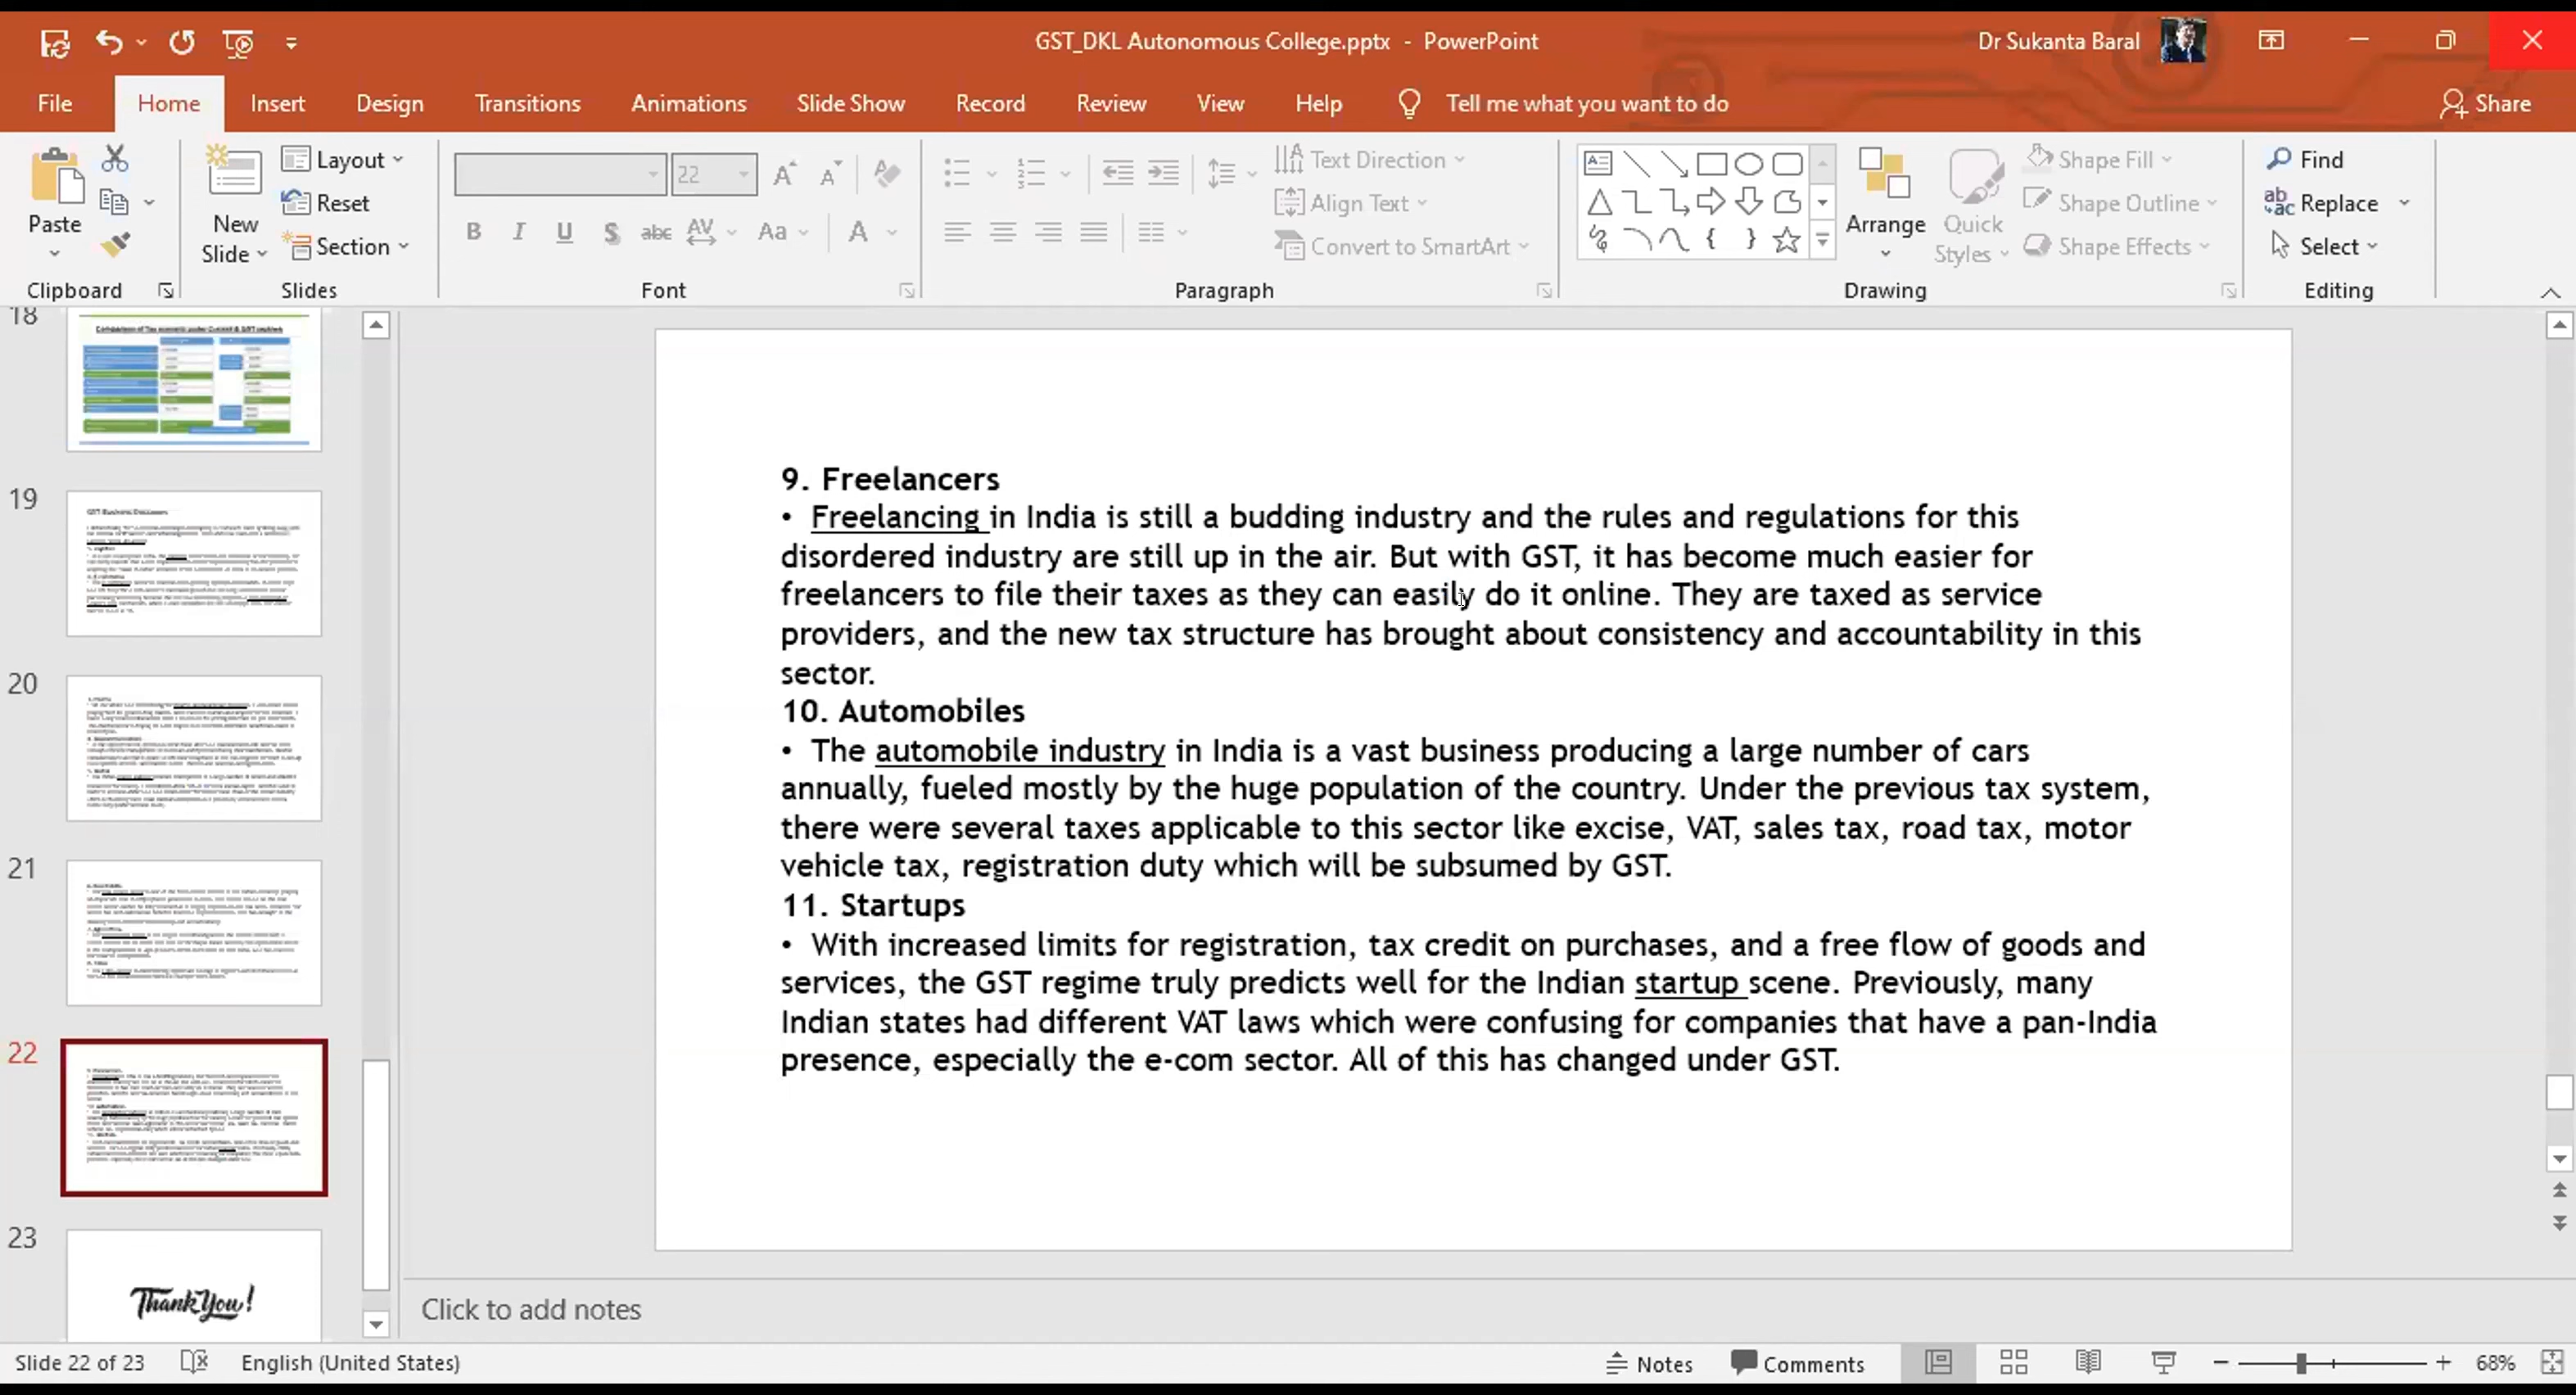 GST_DKL Autonomous College.pptx - PowerPoint
Dr Sukanta Baral
File Home Insert Design Transitions Animations Slide Show Record Review View Help Tell me what you want to do Share
Paste
New Slide
Layout
Reset
Section
22
B I U S abc AV Aa A
Text Direction
Align Text
Convert to SmartArt
Arrange
Quick Styles
Shape Fill
Shape Outline
Shape Effects
Find
Replace
Select
Clipboard Slides Font Paragraph Drawing Editing
18
Comparison of Tax scenario under Current & GST regime
19
20
21
22
23
Thank You!
9. Freelancers
• Freelancing in India is still a budding industry and the rules and regulations for this
disordered industry are still up in the air. But with GST, it has become much easier for
freelancers to file their taxes as they can easily do it online. They are taxed as service
providers, and the new tax structure has brought about consistency and accountability in this
sector.
10. Automobiles
• The automobile industry in India is a vast business producing a large number of cars
annually, fueled mostly by the huge population of the country. Under the previous tax system,
there were several taxes applicable to this sector like excise, VAT, sales tax, road tax, motor
vehicle tax, registration duty which will be subsumed by GST.
11. Startups
• With increased limits for registration, tax credit on purchases, and a free flow of goods and
services, the GST regime truly predicts well for the Indian startup scene. Previously, many
Indian states had different VAT laws which were confusing for companies that have a pan-India
presence, especially the e-com sector. All of this has changed under GST.
Click to add notes
Slide 22 of 23 English (United States) Notes Comments 68%